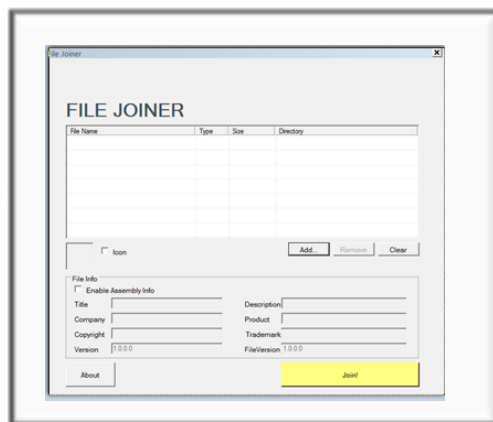 File Joiner
FILE JOINER
File Name Type Size Directory
Icon Add... Remove Clear
File Info
Enable Assembly Info
Title Description
Company Product
Copyright Trademark
Version 1.0.0.0 FileVersion 1.0.0.0
About Join!